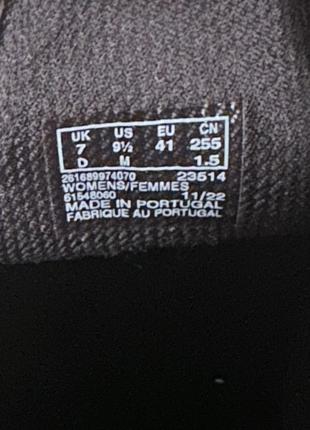 UK US EU CN
7 9½ 41 255
D M 1.5
261689974070 23514
WOMENS/FEMMES
61548060 11/22
MADE IN PORTUGAL
FABRIQUE AU PORTUGAL